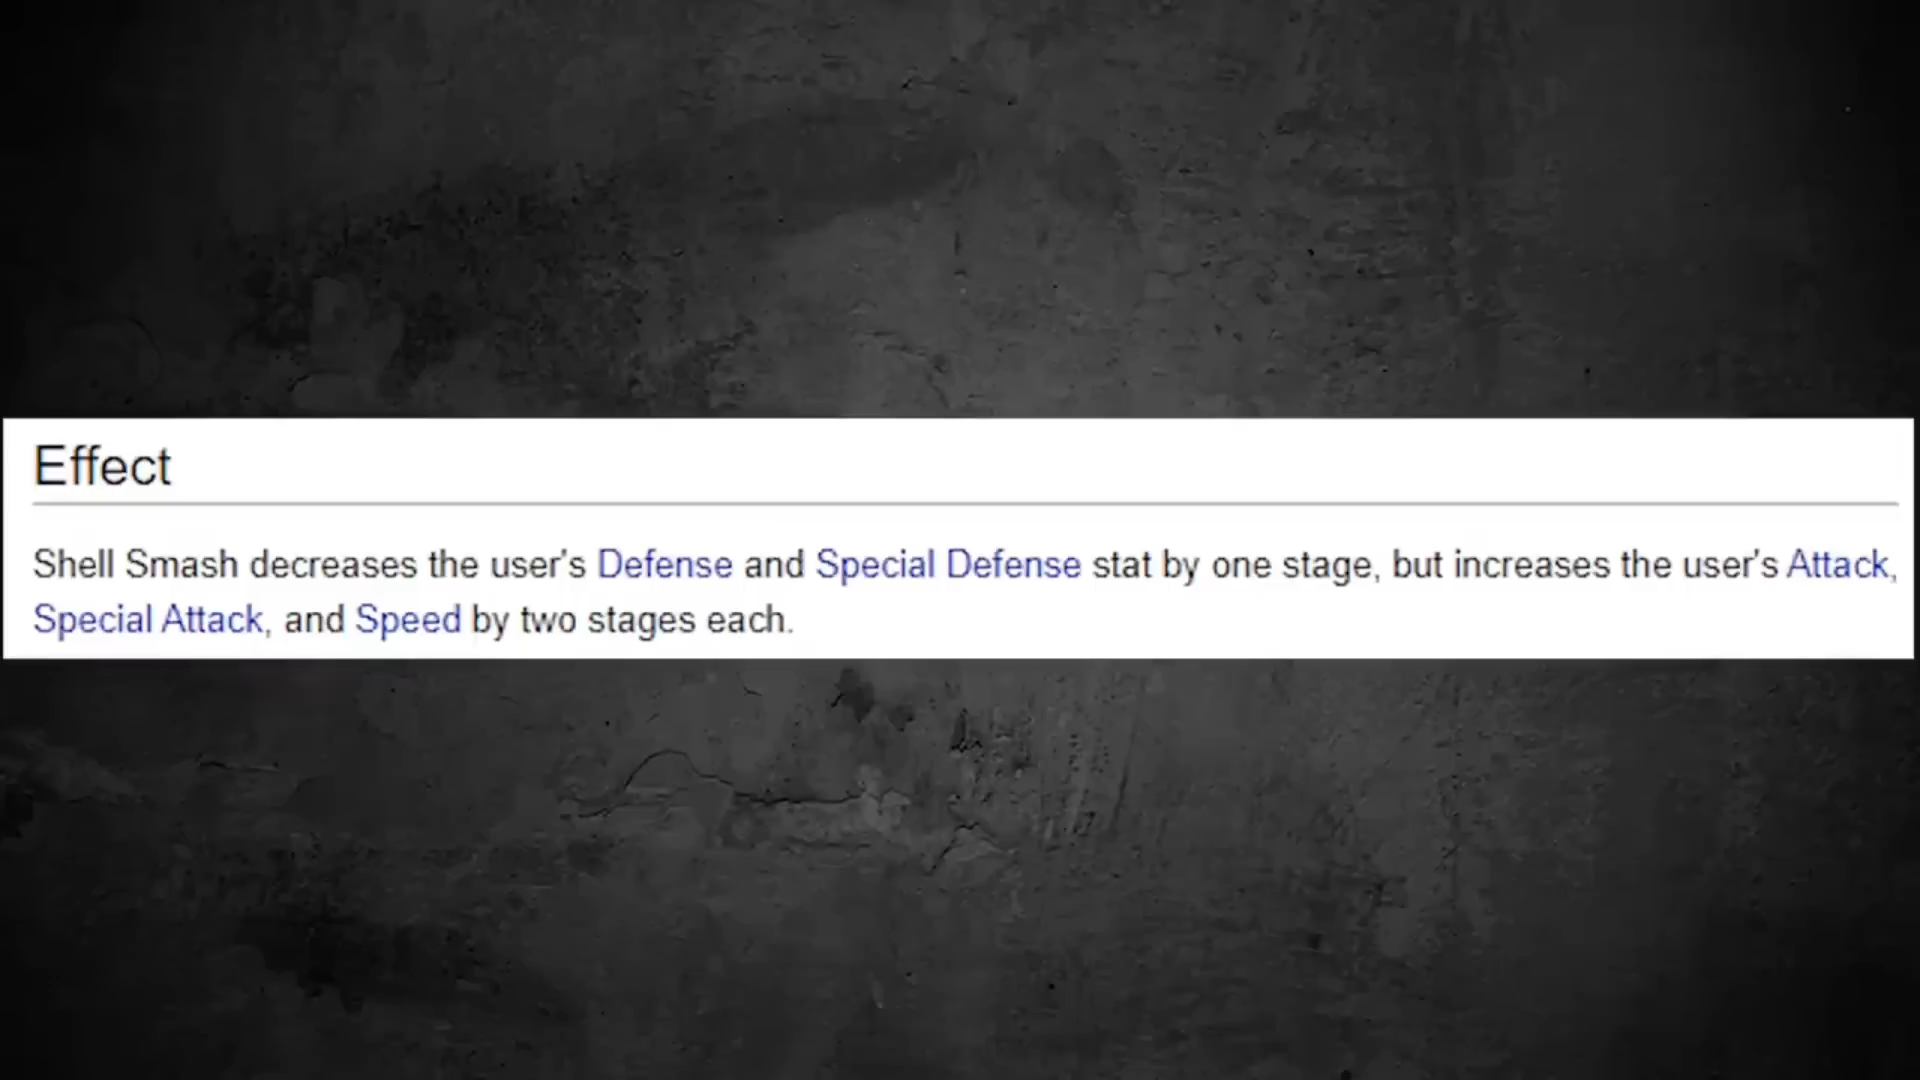 Effect
Shell Smash decreases the user's Defense and Special Defense stat by one stage, but increases the user's Attack,
Special Attack, and Speed by two stages each.